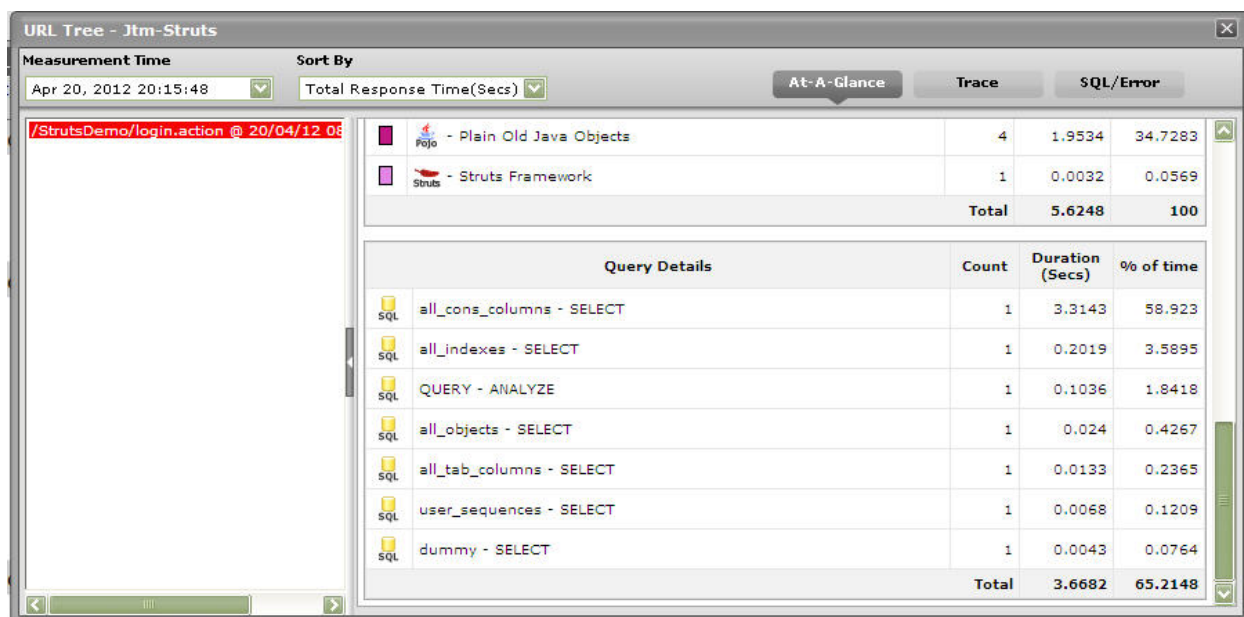 URL Tree - Jtm-Struts
Measurement Time
Sort By
Apr 20, 2012 20:15:48
Total Response Time(Secs)
At-A-Glance
Trace
SQL/Error
/StrutsDemo/login.action @ 20/04/12 08
Pojo - Plain Old Java Objects 4 1.9534 34.7283
Struts - Struts Framework 1 0.0032 0.0569
Total 5.6248 100
Query Details Count Duration (Secs) % of time
SQL all_cons_columns - SELECT 1 3.3143 58.923
SQL all_indexes - SELECT 1 0.2019 3.5895
SQL QUERY - ANALYZE 1 0.1036 1.8418
SQL all_objects - SELECT 1 0.024 0.4267
SQL all_tab_columns - SELECT 1 0.0133 0.2365
SQL user_sequences - SELECT 1 0.0068 0.1209
SQL dummy - SELECT 1 0.0043 0.0764
Total 3.6682 65.2148